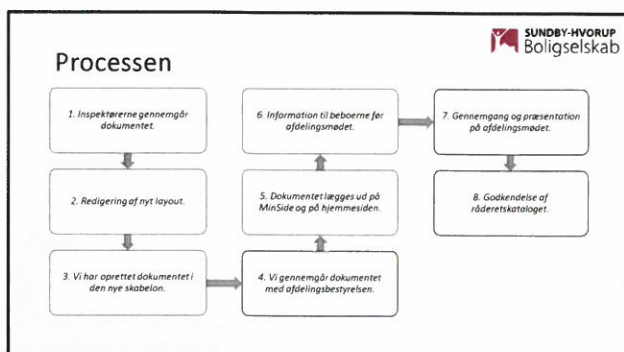 SUNDBY-HVORUP
Boligselskab
Processen
1. Inspektørerne gennemgår
dokumentet.
2. Redigering af nyt layout.
3. Vi har oprettet dokumentet i
den nye skabelon.
4. Vi gennemgår dokumentet
med afdelingsbestyrelsen.
5. Dokumentet lægges ud på
MinSide og på hjemmesiden.
6. Information til beboerne før
afdelingsmødet.
7. Gennemgang og præsentation
på afdelingsmødet.
8. Godkendelse af
råderetskataloget.